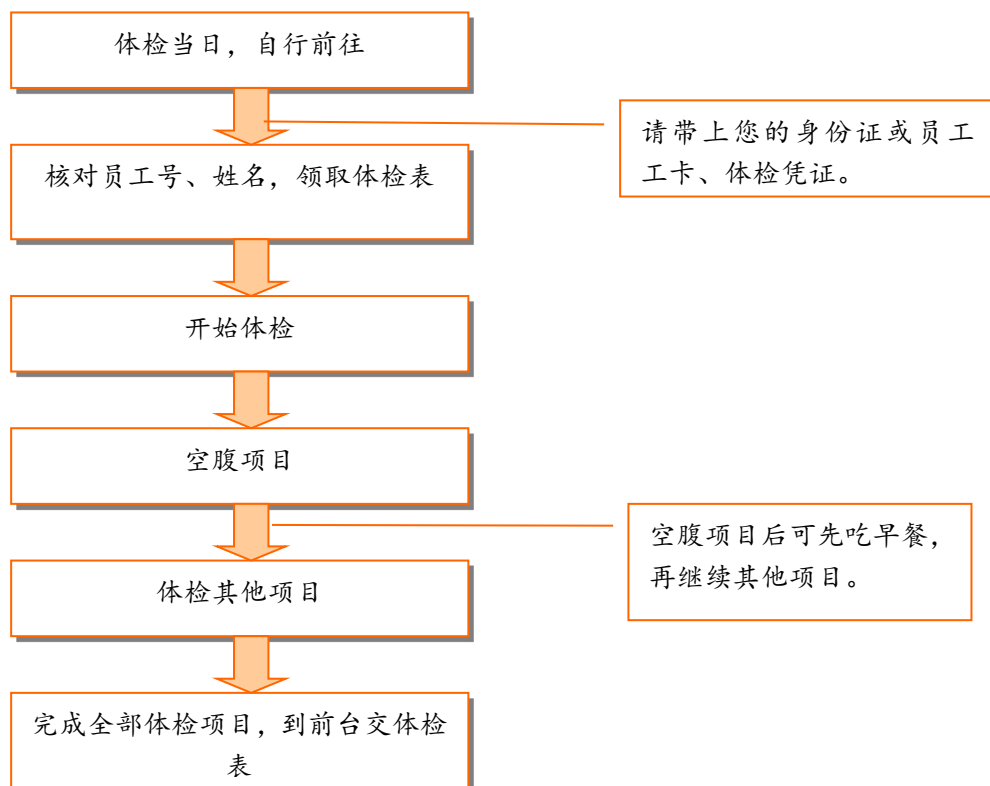 体检当日，自行前往
请带上您的身份证或员工
工卡、体检凭证。
核对员工号、姓名，领取体检表
开始体检
空腹项目
空腹项目后可先吃早餐，
再继续其他项目。
体检其他项目
完成全部体检项目，到前台交体检
表